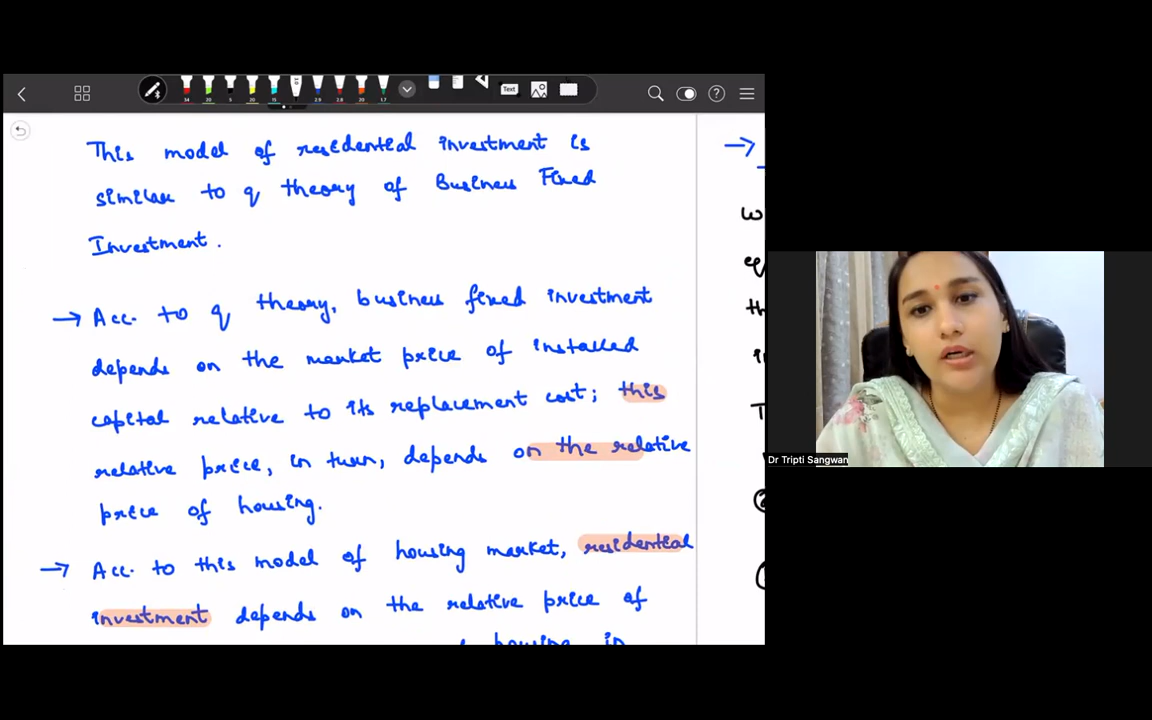 Text
This model of residential investment is
similar to q theory of Business Fixed
Investment.
→ Acc. to q theory, business fixed investment
depends on the market price of installed
capital relative to its replacement cost; this
relative price, in turn, depends on the relative
price of housing.
→ Acc. to this model of housing market, residential
investment depends on the relative price of
housing in
Dr Tripti Sangwan